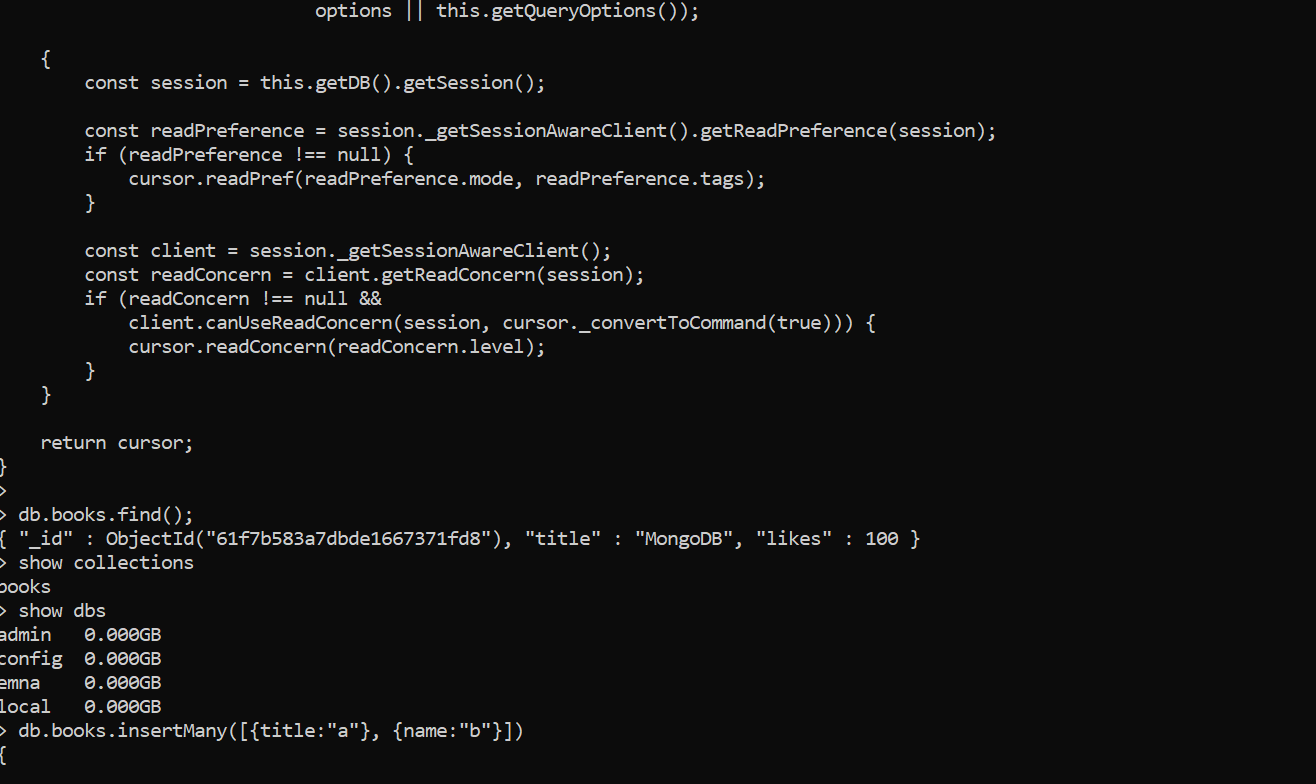 options || this.getQueryOptions());
{
const session = this.getDB().getSession();
const readPreference = session._getSessionAwareClient().getReadPreference(session);
if (readPreference !== null) {
cursor.readPref(readPreference.mode, readPreference.tags);
}
const client = session._getSessionAwareClient();
const readConcern = client.getReadConcern(session);
if (readConcern !== null &&
client.canUseReadConcern(session, cursor._convertToCommand(true))) {
cursor.readConcern(readConcern.level);
}
}
return cursor;
}
>
> db.books.find();
{ "_id" : ObjectId("61f7b583a7dbde1667371fd8"), "title" : "MongoDB", "likes" : 100 }
> show collections
books
> show dbs
admin   0.000GB
config  0.000GB
emna    0.000GB
local   0.000GB
> db.books.insertMany([{title:"a"}, {name:"b"}])
{